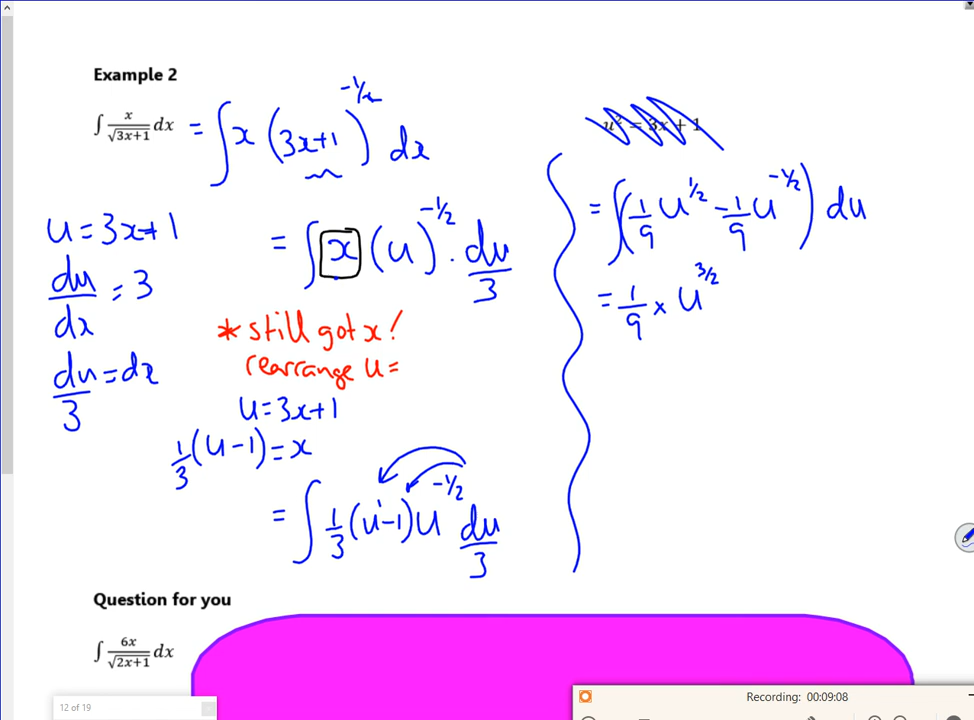 Example 2
∫ x/√3x+1 dx = ∫ x (3x+1)^-1/2 dx
u = 3x+1
du/dx = 3
du/3 = dx
= ∫ x (u)^-1/2 . du/3
* still got x!
rearrange u=
u = 3x+1
1/3 (u-1) = x
= ∫ 1/3 (u-1) u^-1/2 du/3
u² = 3x + 1
= ∫ (1/9 u^1/2 - 1/9 u^-1/2) du
= 1/9 × u^3/2
Question for you
∫ 6x/√2x+1 dx
12 of 19
Recording: 00:09:08